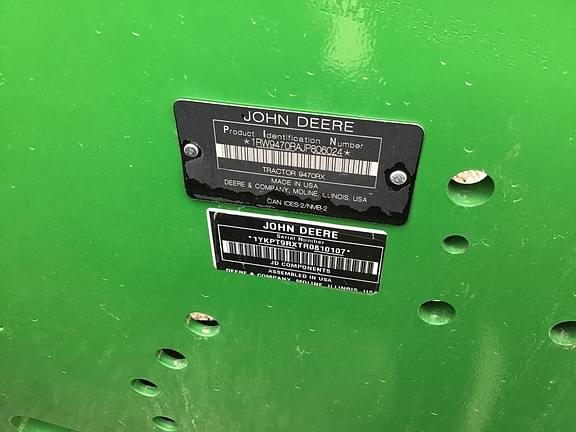 JOHN DEERE
Product Identification Number
*1RW9470RAJP806024*
TRACTOR 9470RX
MADE IN USA
DEERE & COMPANY, MOLINE, ILLINOIS, USA
CAN ICES-2/NMB-2
JOHN DEERE
Serial Number
*1YKPT9RXTR0810107*
JD COMPONENTS
ASSEMBLED IN USA
DEERE & COMPANY, MOLINE, ILLINOIS, USA